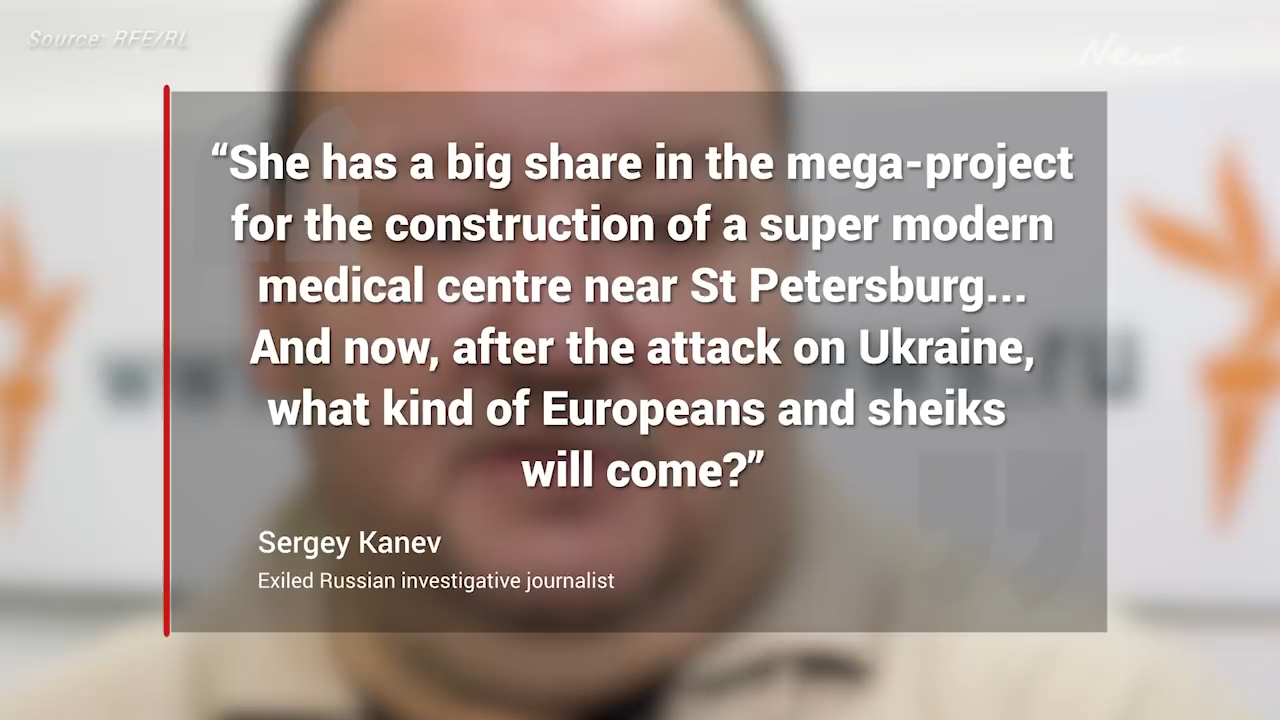 Source: RFE/RL
News
“She has a big share in the mega-project
for the construction of a super modern
medical centre near St Petersburg...
And now, after the attack on Ukraine,
what kind of Europeans and sheiks
will come?”
Sergey Kanev
Exiled Russian investigative journalist